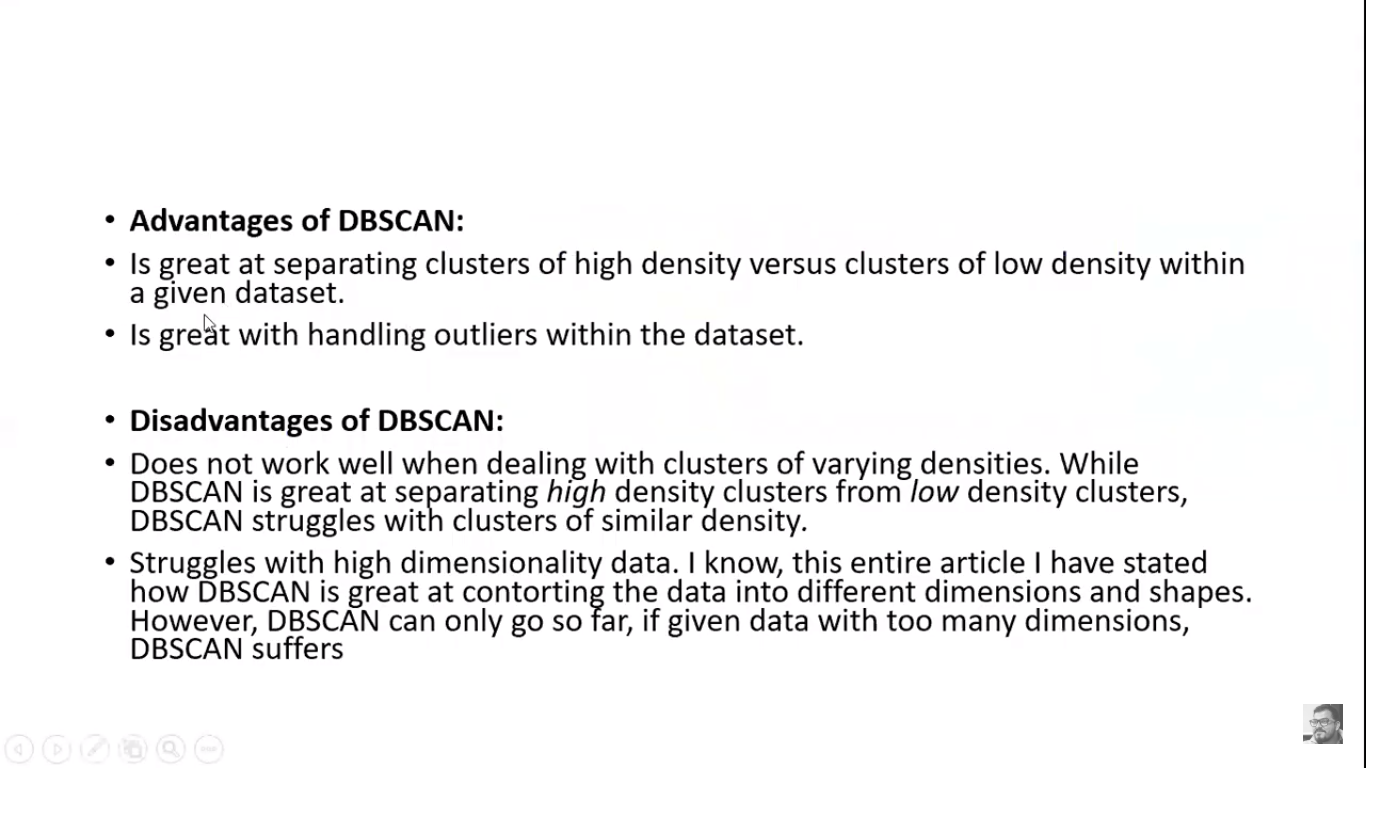 • Advantages of DBSCAN:
• Is great at separating clusters of high density versus clusters of low density within
a given dataset.
• Is great with handling outliers within the dataset.
• Disadvantages of DBSCAN:
• Does not work well when dealing with clusters of varying densities. While
DBSCAN is great at separating high density clusters from low density clusters,
DBSCAN struggles with clusters of similar density.
• Struggles with high dimensionality data. I know, this entire article I have stated
how DBSCAN is great at contorting the data into different dimensions and shapes.
However, DBSCAN can only go so far, if given data with too many dimensions,
DBSCAN suffers